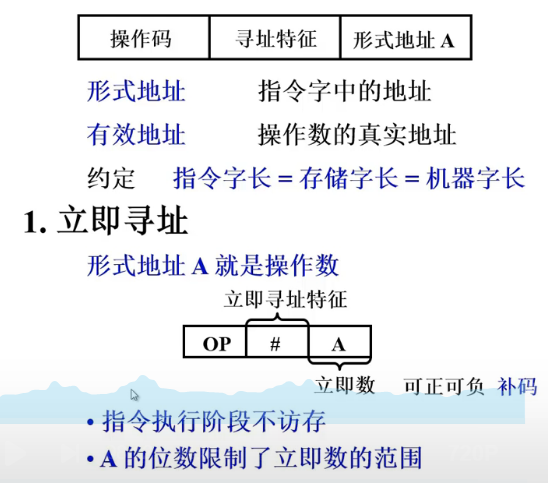 操作码 寻址特征 形式地址 A
形式地址 指令字中的地址
有效地址 操作数的真实地址
约定 指令字长 = 存储字长 = 机器字长
1. 立即寻址
形式地址 A 就是操作数
立即寻址特征
OP # A
立即数 可正可负 补码
• 指令执行阶段不访存
• A 的位数限制了立即数的范围